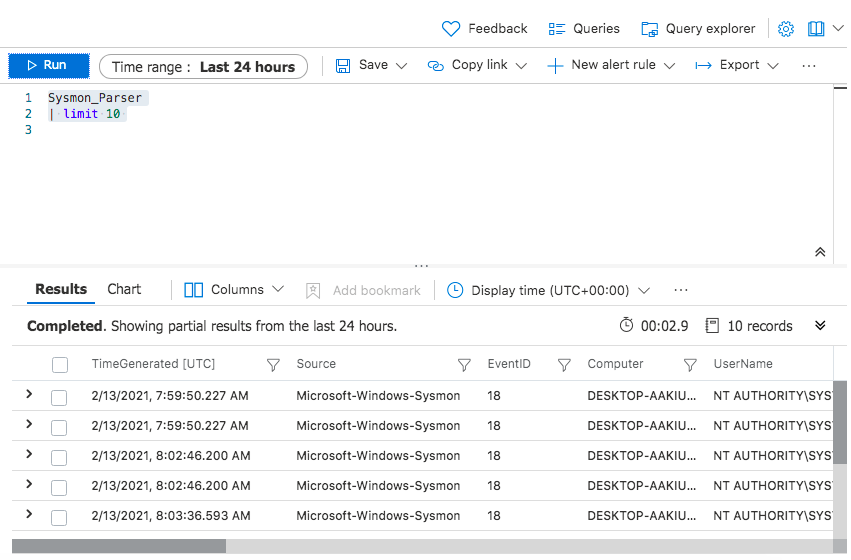 Feedback Queries Query explorer
Run Time range : Last 24 hours Save Copy link New alert rule Export ...
1 Sysmon_Parser
2 | limit 10
3
...
Results Chart Columns Add bookmark Display time (UTC+00:00) ...
Completed. Showing partial results from the last 24 hours. 00:02.9 10 records
TimeGenerated [UTC] Source EventID Computer UserName
2/13/2021, 7:59:50.227 AM Microsoft-Windows-Sysmon 18 DESKTOP-AAKIU... NT AUTHORITY\SYS
2/13/2021, 7:59:50.227 AM Microsoft-Windows-Sysmon 18 DESKTOP-AAKIU... NT AUTHORITY\SYS
2/13/2021, 8:02:46.200 AM Microsoft-Windows-Sysmon 18 DESKTOP-AAKIU... NT AUTHORITY\SYS
2/13/2021, 8:02:46.200 AM Microsoft-Windows-Sysmon 18 DESKTOP-AAKIU... NT AUTHORITY\SYS
2/13/2021, 8:03:36.593 AM Microsoft-Windows-Sysmon 18 DESKTOP-AAKIU... NT AUTHORITY\SYS